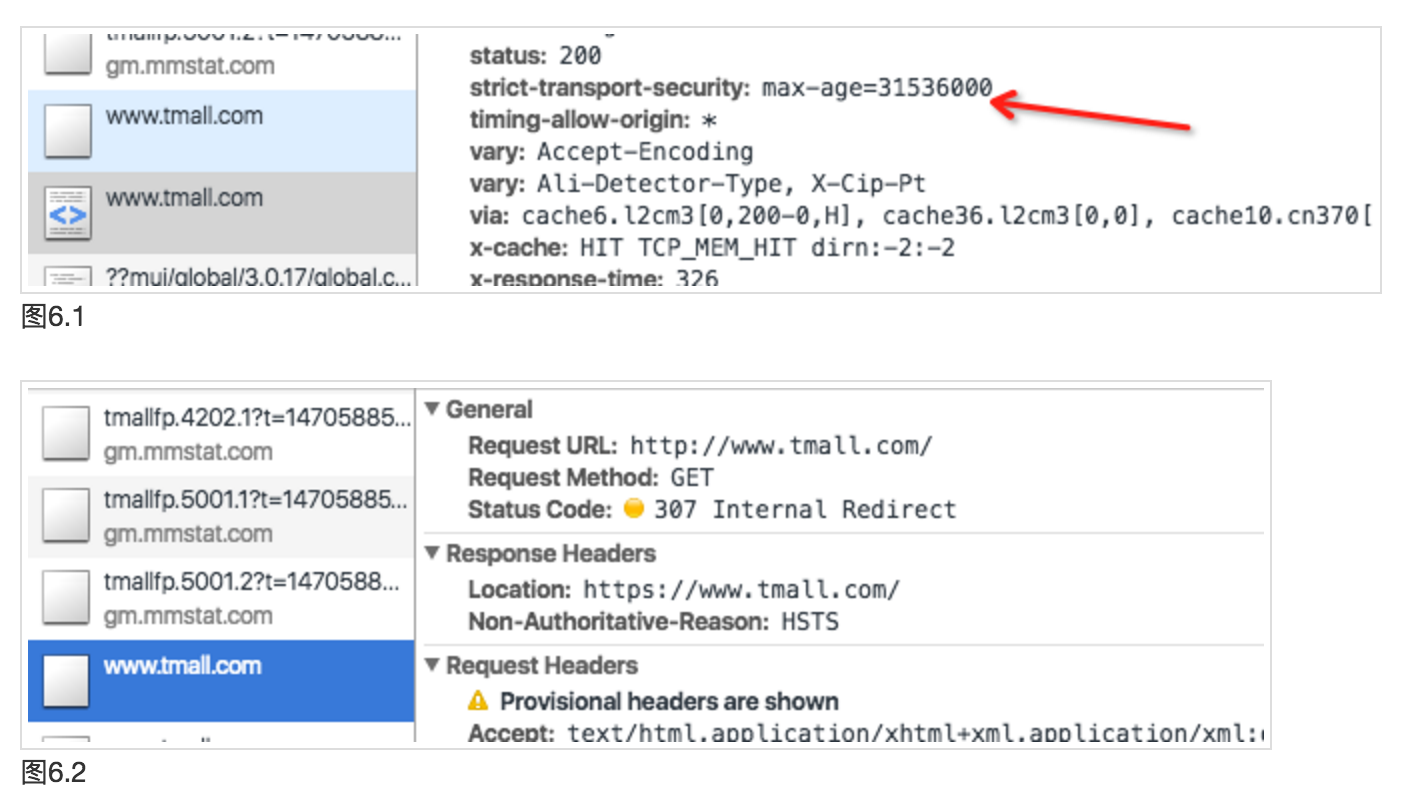 tmallfp.5001.2?t=1470588...
gm.mmstat.com
www.tmall.com
www.tmall.com
??mui/global/3.0.17/global.c...
status: 200
strict-transport-security: max-age=31536000
timing-allow-origin: *
vary: Accept-Encoding
vary: Ali-Detector-Type, X-Cip-Pt
via: cache6.l2cm3[0,200-0,H], cache36.l2cm3[0,0], cache10.cn370[
x-cache: HIT TCP_MEM_HIT dirn:-2:-2
x-response-time: 326
图6.1
tmallfp.4202.1?t=14705885...
gm.mmstat.com
tmallfp.5001.1?t=14705885...
gm.mmstat.com
tmallfp.5001.2?t=1470588...
gm.mmstat.com
www.tmall.com
General
Request URL: http://www.tmall.com/
Request Method: GET
Status Code: 307 Internal Redirect
Response Headers
Location: https://www.tmall.com/
Non-Authoritative-Reason: HSTS
Request Headers
Provisional headers are shown
Accept: text/html,application/xhtml+xml,application/xml;
图6.2